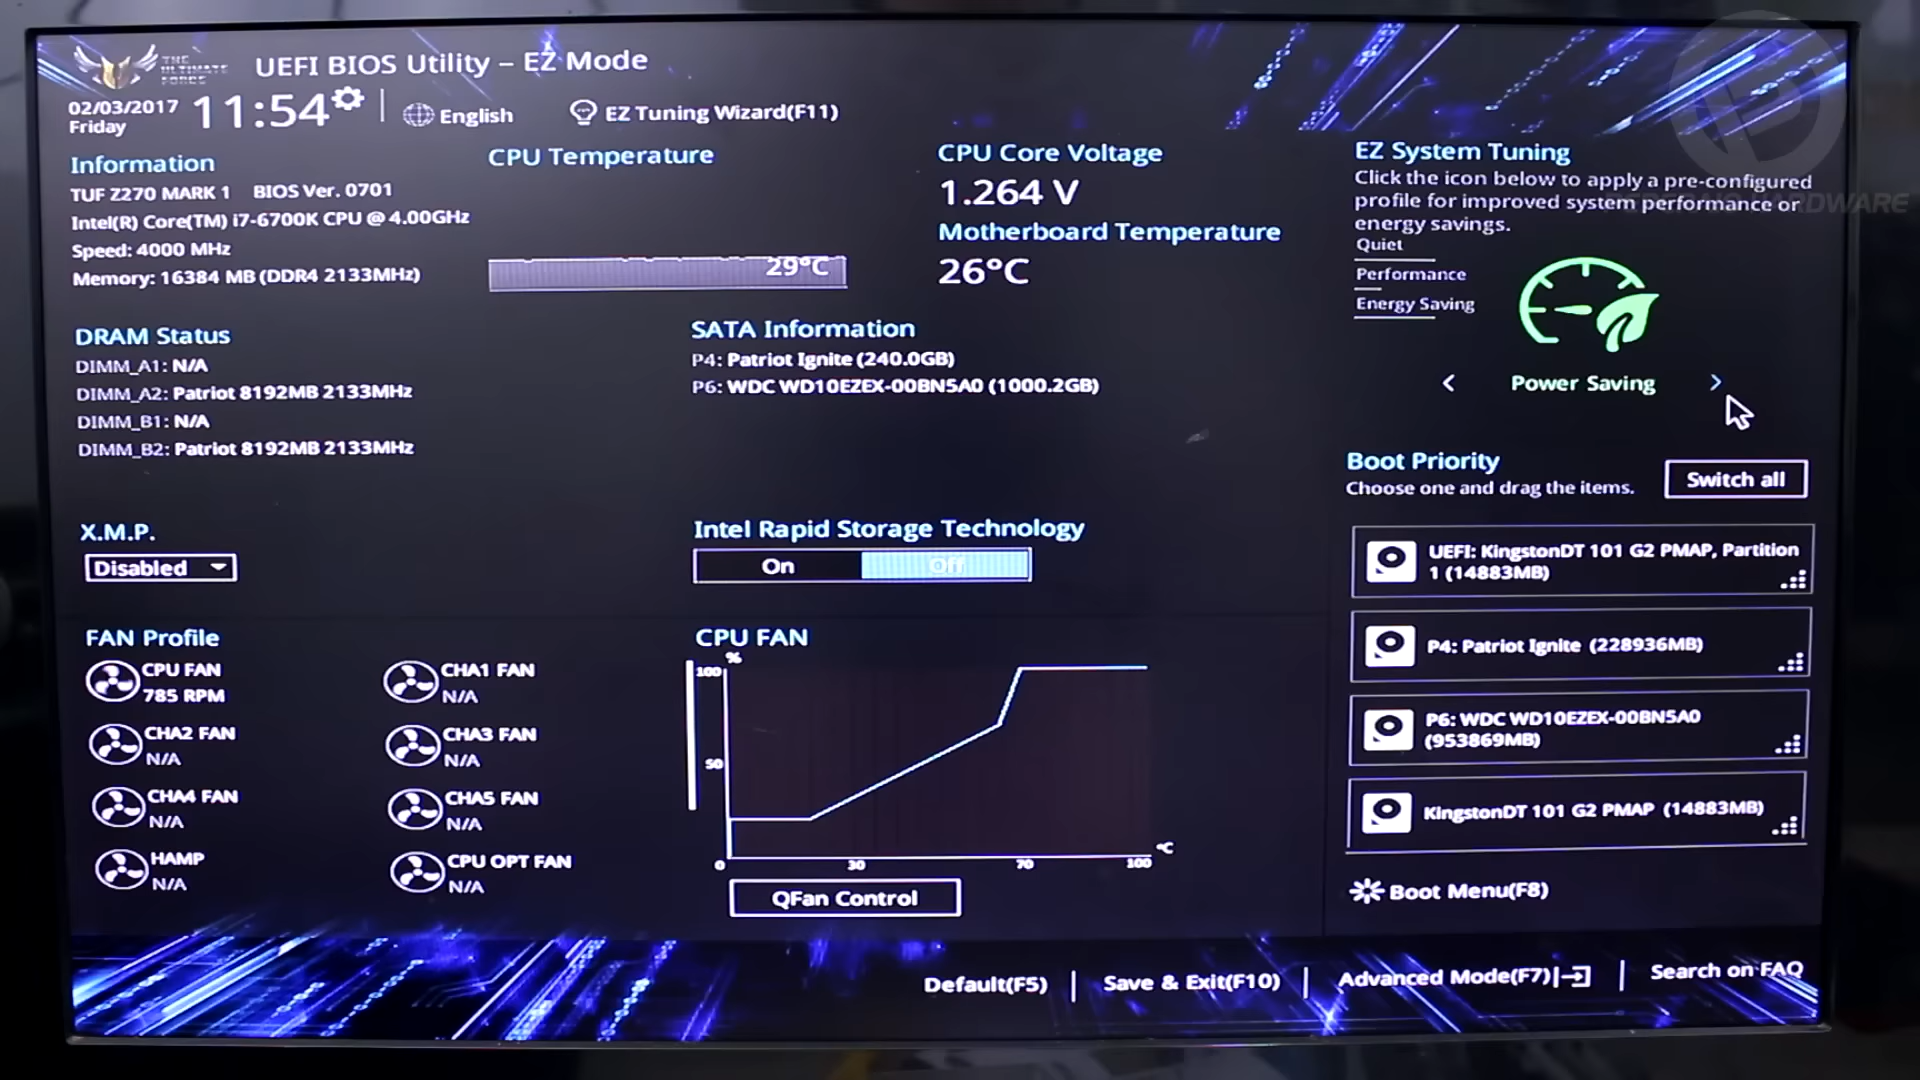 THE
ULTIMATE
FORCE
UEFI BIOS Utility – EZ Mode
02/03/2017
Friday
11:54
English
EZ Tuning Wizard(F11)
Information
TUF Z270 MARK 1 BIOS Ver. 0701
Intel(R) Core(TM) i7-6700K CPU @ 4.00GHz
Speed: 4000 MHz
Memory: 16384 MB (DDR4 2133MHz)
CPU Temperature
29°C
CPU Core Voltage
1.264 V
Motherboard Temperature
26°C
EZ System Tuning
Click the icon below to apply a pre-configured
profile for improved system performance or
energy savings.
Quiet
Performance
Energy Saving
< Power Saving >
DRAM Status
DIMM_A1: N/A
DIMM_A2: Patriot 8192MB 2133MHz
DIMM_B1: N/A
DIMM_B2: Patriot 8192MB 2133MHz
SATA Information
P4: Patriot Ignite (240.0GB)
P6: WDC WD10EZEX-00BN5A0 (1000.2GB)
X.M.P.
Disabled
Intel Rapid Storage Technology
On Off
Boot Priority
Choose one and drag the items.
Switch all
UEFI: KingstonDT 101 G2 PMAP, Partition
1 (14883MB)
P4: Patriot Ignite (228936MB)
P6: WDC WD10EZEX-00BN5A0
(953869MB)
KingstonDT 101 G2 PMAP (14883MB)
Boot Menu(F8)
FAN Profile
CPU FAN
785 RPM
CHA1 FAN
N/A
CHA2 FAN
N/A
CHA3 FAN
N/A
CHA4 FAN
N/A
CHA5 FAN
N/A
HAMP
N/A
CPU OPT FAN
N/A
CPU FAN
%
100
50
0 30 70 100 °C
QFan Control
Default(F5) | Save & Exit(F10) | Advanced Mode(F7) | Search on FAQ